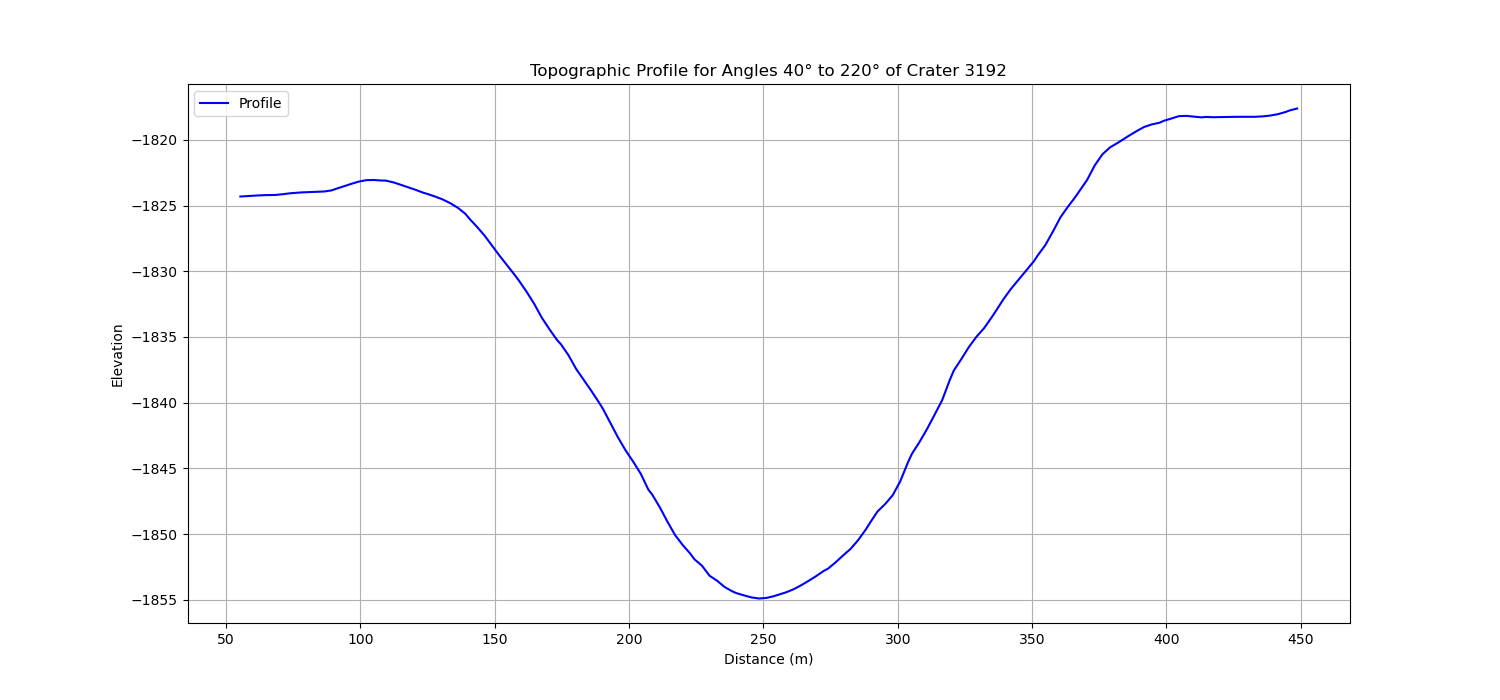 Topographic Profile for Angles 40° to 220° of Crater 3192
Profile
Elevation
−1820
−1825
−1830
−1835
−1840
−1845
−1850
−1855
50 100 150 200 250 300 350 400 450
Distance (m)